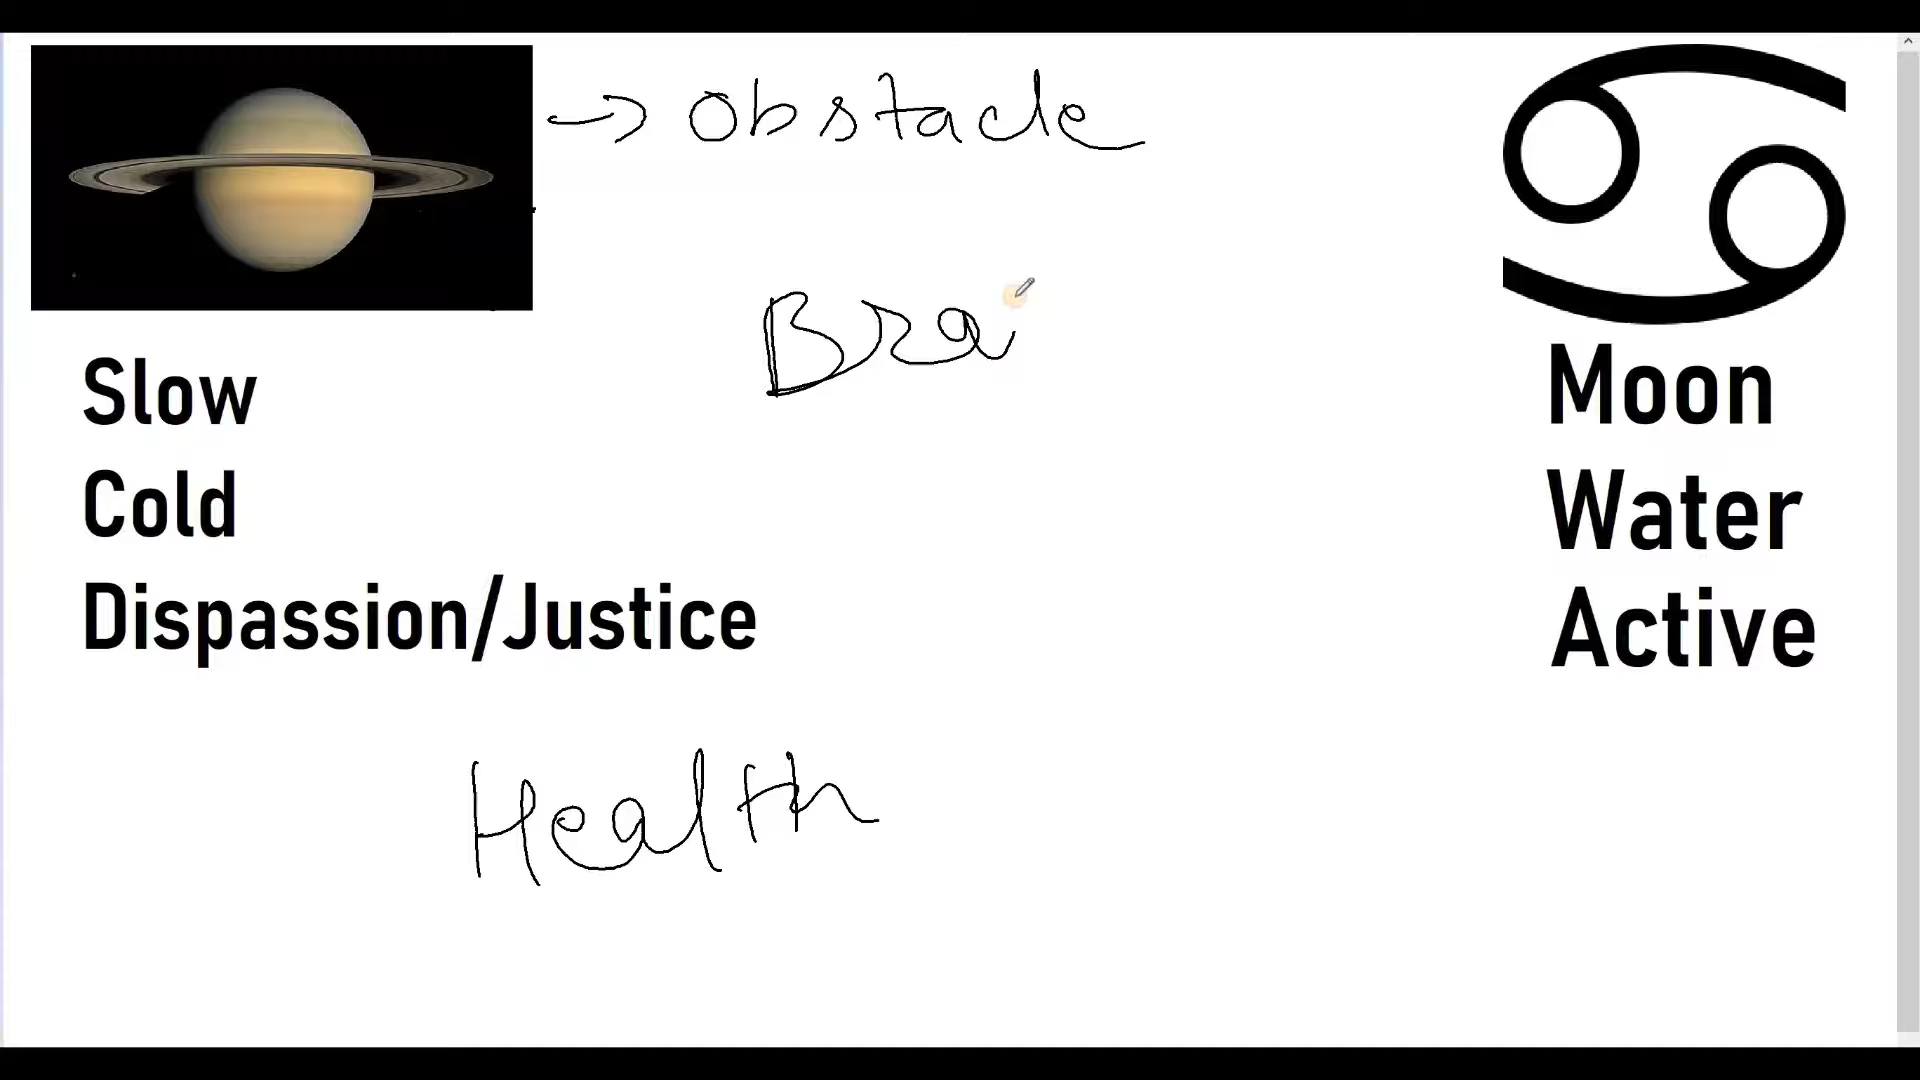 → Obstacle
Bra
Slow
Cold
Dispassion/Justice
Moon
Water
Active
Health